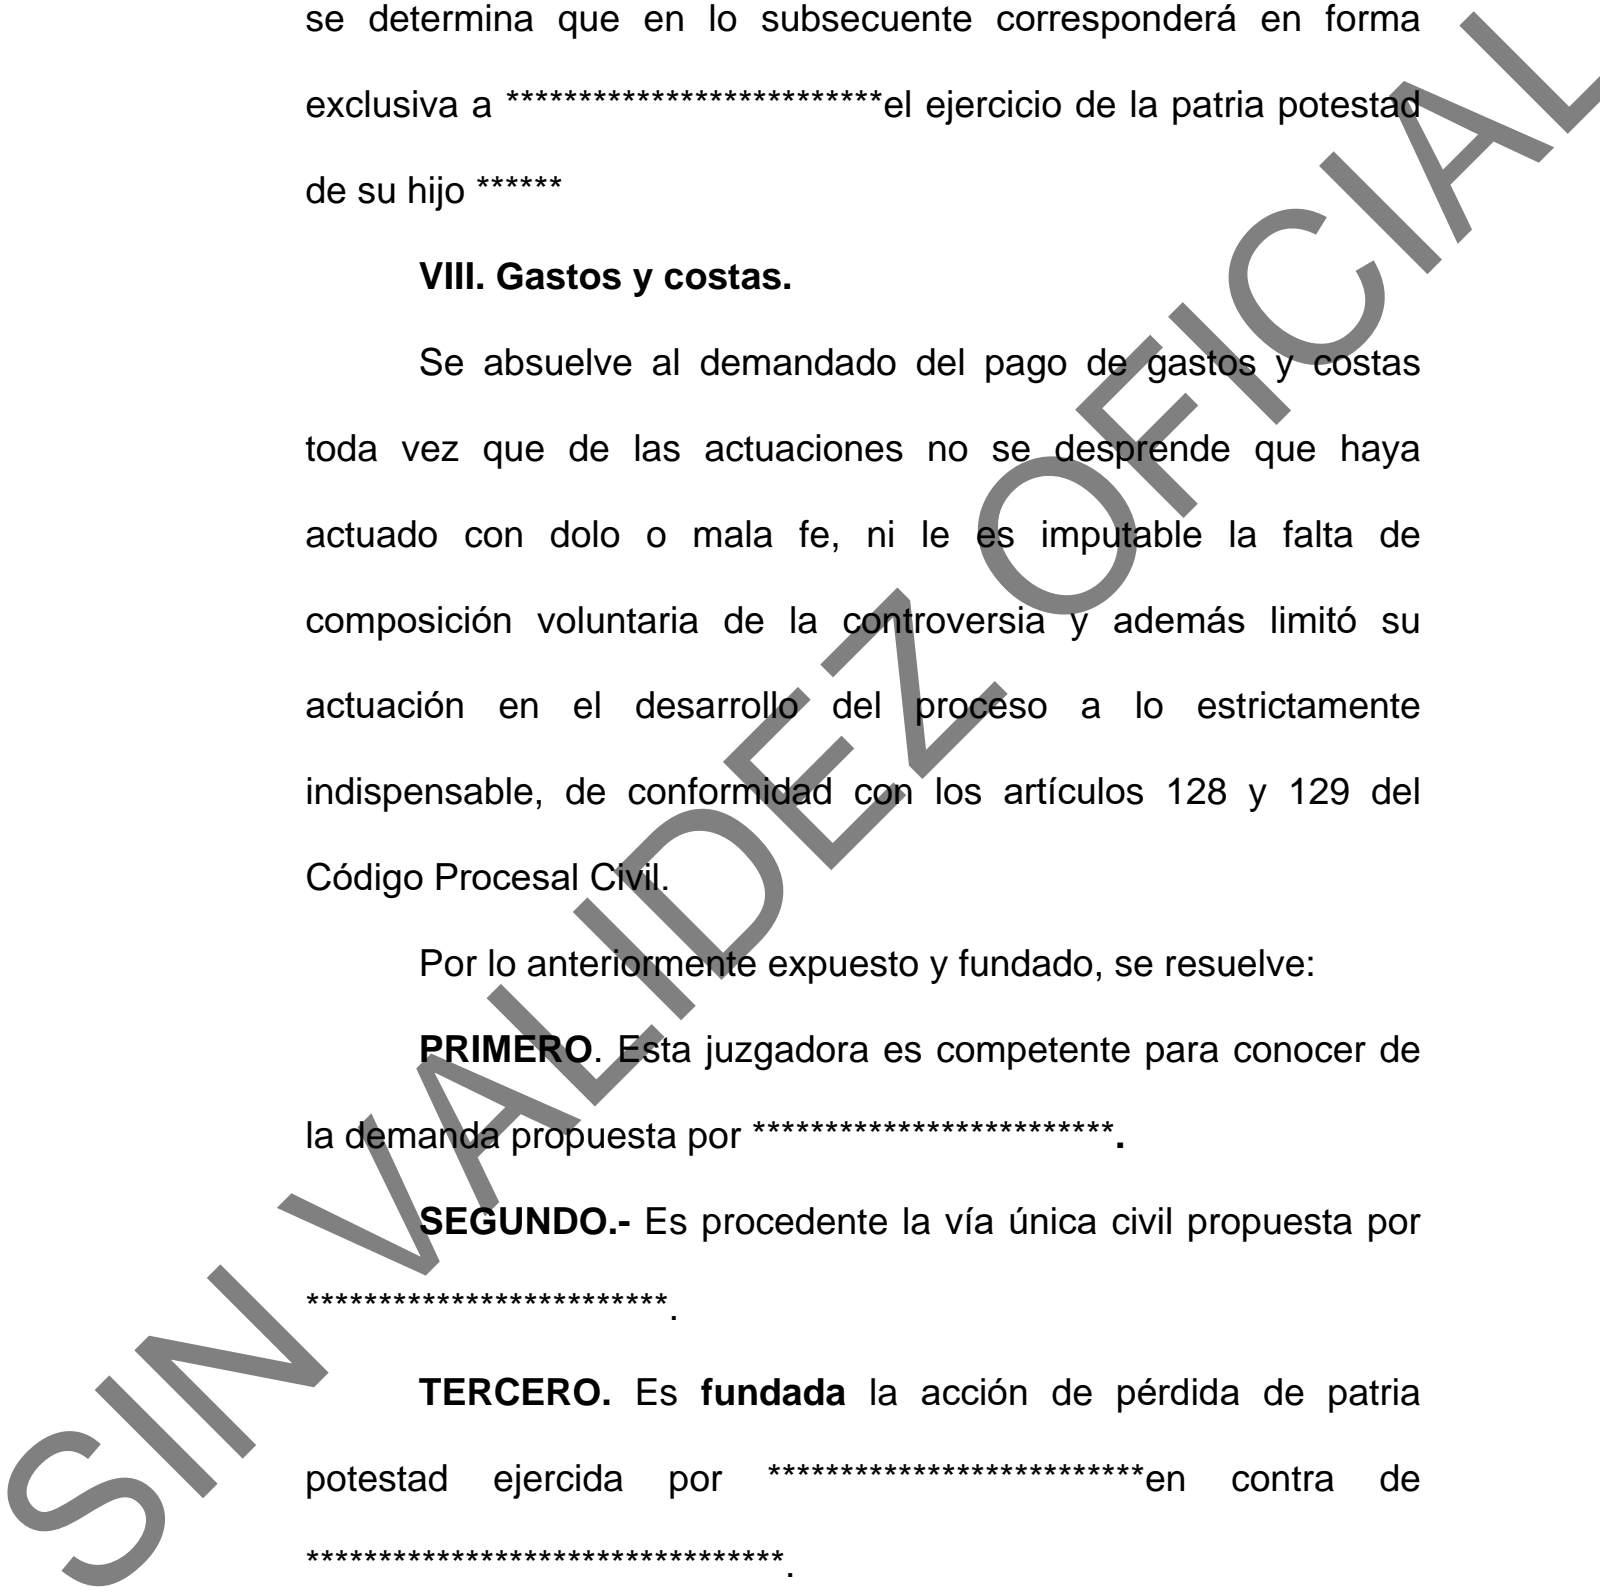 se determina que en lo subsecuente corresponderá en forma
exclusiva a **************************el ejercicio de la patria potestad
de su hijo ******
VIII. Gastos y costas.
Se absuelve al demandado del pago de gastos y costas
toda vez que de las actuaciones no se desprende que haya
actuado con dolo o mala fe, ni le es imputable la falta de
composición voluntaria de la controversia y además limitó su
actuación en el desarrollo del proceso a lo estrictamente
indispensable, de conformidad con los artículos 128 y 129 del
Código Procesal Civil.
Por lo anteriormente expuesto y fundado, se resuelve:
PRIMERO. Esta juzgadora es competente para conocer de
la demanda propuesta por *************************.
SEGUNDO.- Es procedente la vía única civil propuesta por
*************************.
TERCERO. Es fundada la acción de pérdida de patria
potestad ejercida por **************************en contra de
*********************************.
SIN VALIDEZ OFICIAL